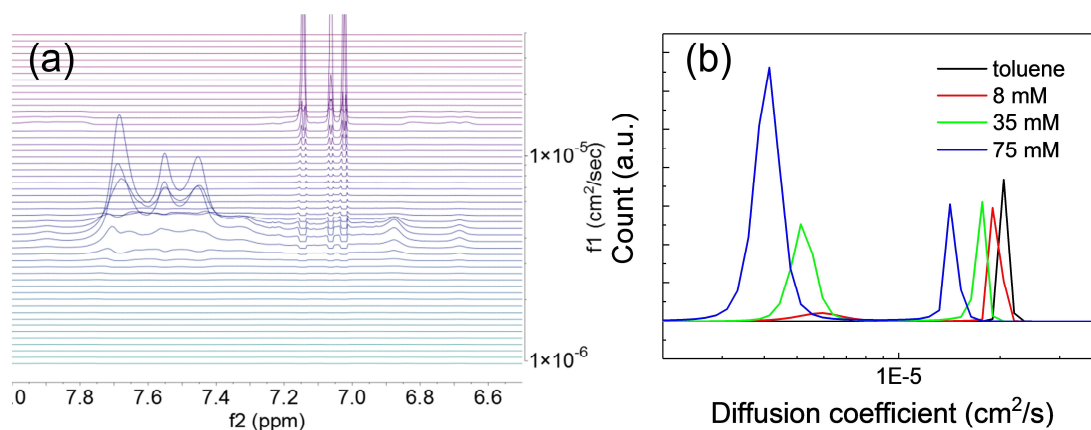 (a)
1×10-5
1×10-6
f1 (cm2/sec)
.0 7.8 7.6 7.4 7.2 7.0 6.8 6.6
f2 (ppm)
(b)
toluene
8 mM
35 mM
75 mM
Count (a.u.)
1E-5
Diffusion coefficient (cm2/s)